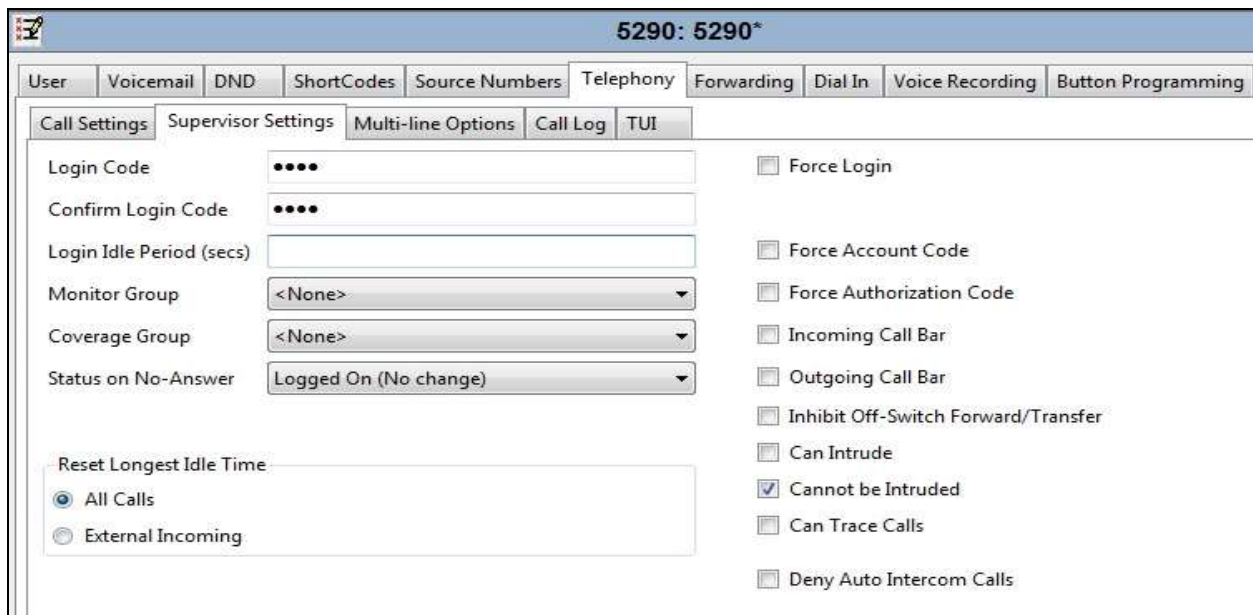 5290: 5290*
User Voicemail DND ShortCodes Source Numbers Telephony Forwarding Dial In Voice Recording Button Programming
Call Settings Supervisor Settings Multi-line Options Call Log TUI
Login Code ●●●● Force Login
Confirm Login Code ●●●●
Login Idle Period (secs) Force Account Code
Monitor Group <None> Force Authorization Code
Coverage Group <None> Incoming Call Bar
Status on No-Answer Logged On (No change) Outgoing Call Bar
Inhibit Off-Switch Forward/Transfer
Can Intrude
Reset Longest Idle Time
All Calls Cannot be Intruded
External Incoming Can Trace Calls
Deny Auto Intercom Calls